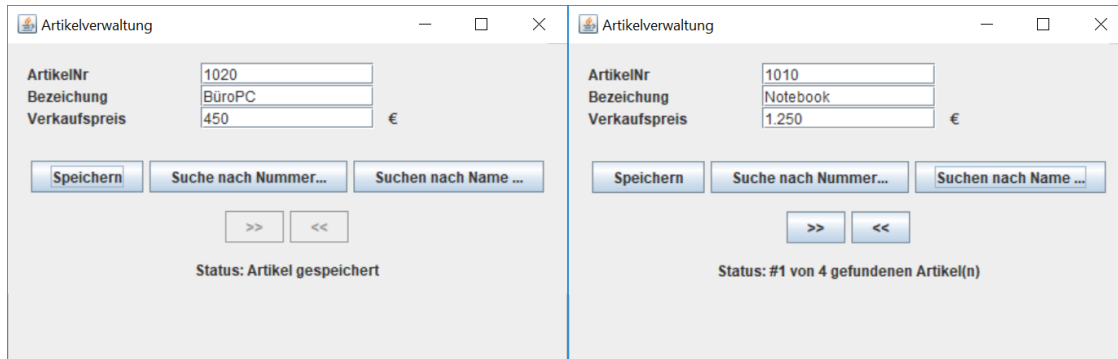 Artikelverwaltung
ArtikelNr 1020
Bezeichung BüroPC
Verkaufspreis 450 €
Speichern Suche nach Nummer... Suchen nach Name ...
>> <<
Status: Artikel gespeichert
Artikelverwaltung
ArtikelNr 1010
Bezeichung Notebook
Verkaufspreis 1.250 €
Speichern Suche nach Nummer... Suchen nach Name ...
>> <<
Status: #1 von 4 gefundenen Artikel(n)